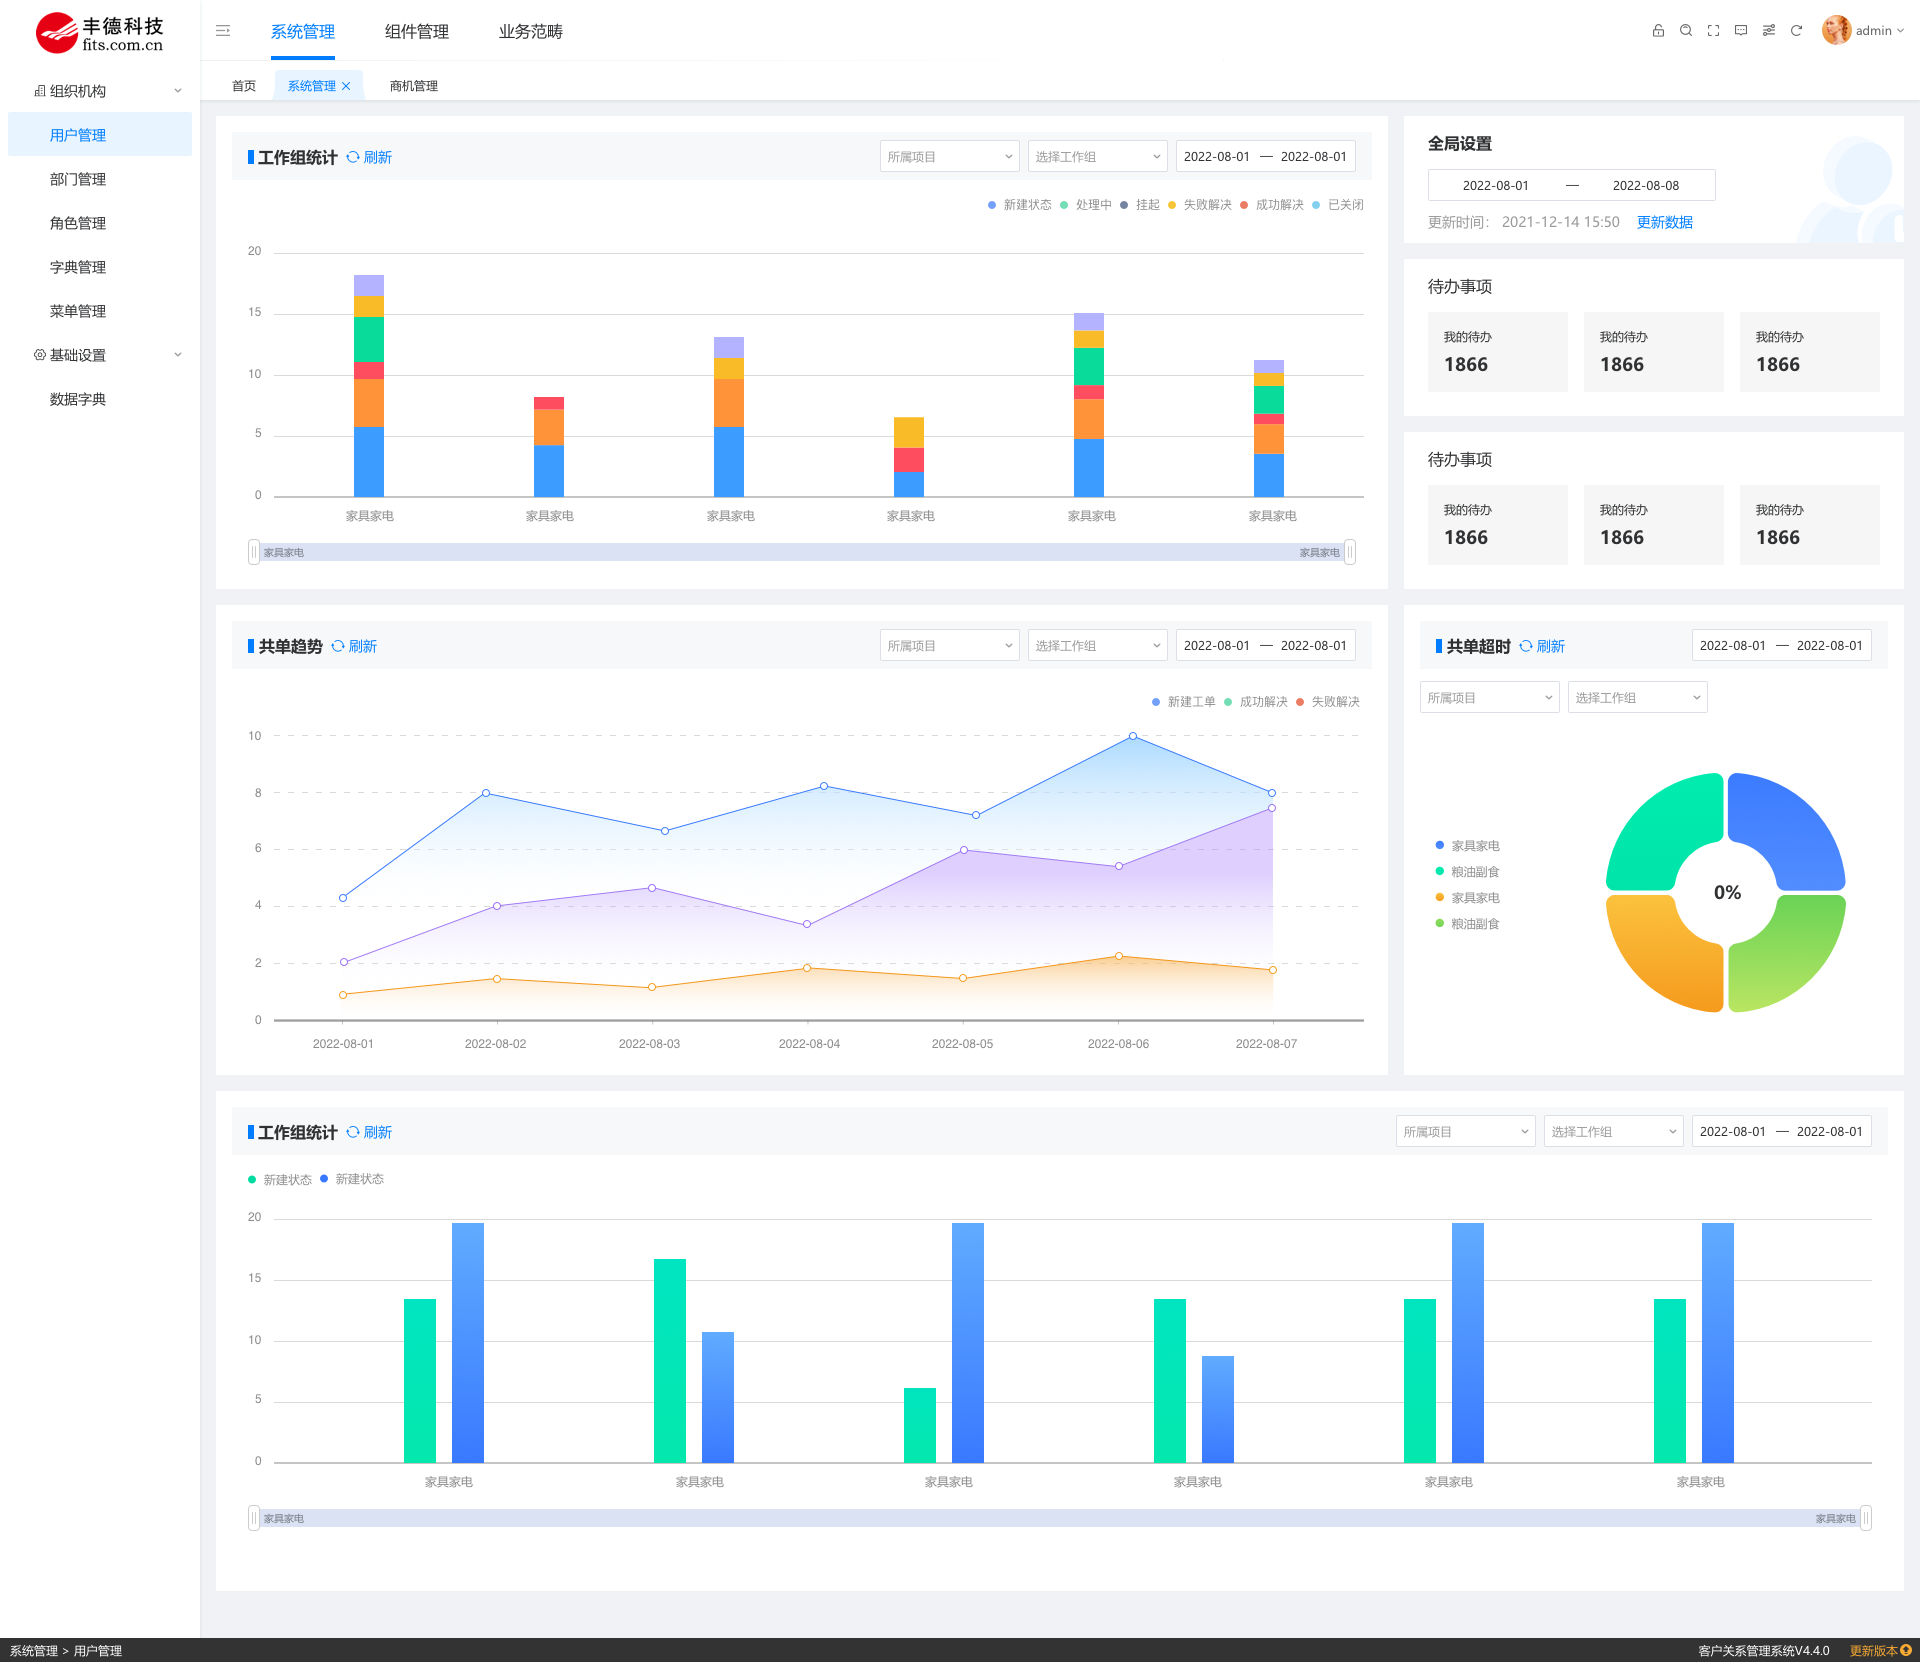 丰德科技
fits.com.cn
系统管理 组件管理 业务范畴
admin
首页 系统管理 商机管理
组织机构
用户管理
部门管理
角色管理
字典管理
菜单管理
基础设置
数据字典
工作组统计 刷新 所属项目 选择工作组 2022-08-01 — 2022-08-01
新建状态 处理中 挂起 失败解决 成功解决 已关闭
20
15
10
5
0
家具家电 家具家电 家具家电 家具家电 家具家电 家具家电
家具家电 家具家电
全局设置
2022-08-01 — 2022-08-08
更新时间： 2021-12-14 15:50 更新数据
待办事项
我的待办 我的待办 我的待办
1866 1866 1866
待办事项
我的待办 我的待办 我的待办
1866 1866 1866
共单趋势 刷新 所属项目 选择工作组 2022-08-01 — 2022-08-01
新建工单 成功解决 失败解决
10
8
6
4
2
0
2022-08-01 2022-08-02 2022-08-03 2022-08-04 2022-08-05 2022-08-06 2022-08-07
共单超时 刷新 2022-08-01 — 2022-08-01
所属项目 选择工作组
家具家电
粮油副食
家具家电
粮油副食
0%
工作组统计 刷新 所属项目 选择工作组 2022-08-01 — 2022-08-01
新建状态 新建状态
20
15
10
5
0
家具家电 家具家电 家具家电 家具家电 家具家电 家具家电
家具家电 家具家电
系统管理 > 用户管理 客户关系管理系统V4.4.0 更新版本